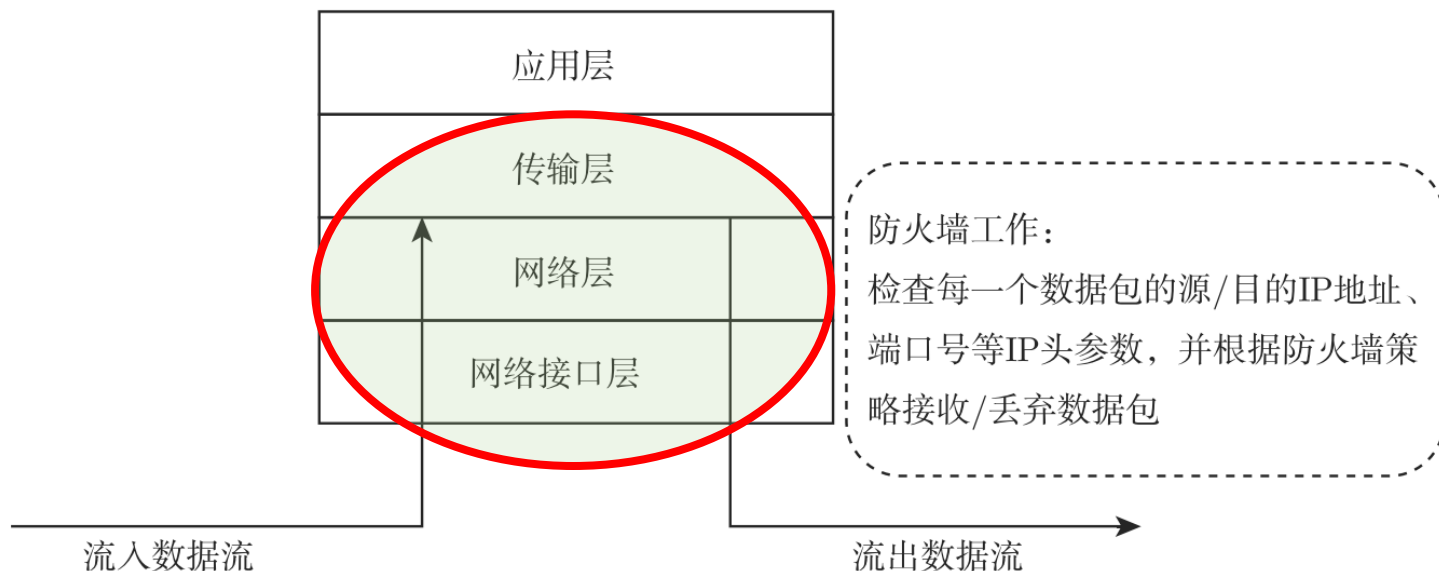 应用层
传输层
网络层
网络接口层
防火墙工作：
检查每一个数据包的源/目的IP地址、
端口号等IP头参数，并根据防火墙策
略接收/丢弃数据包
流入数据流
流出数据流